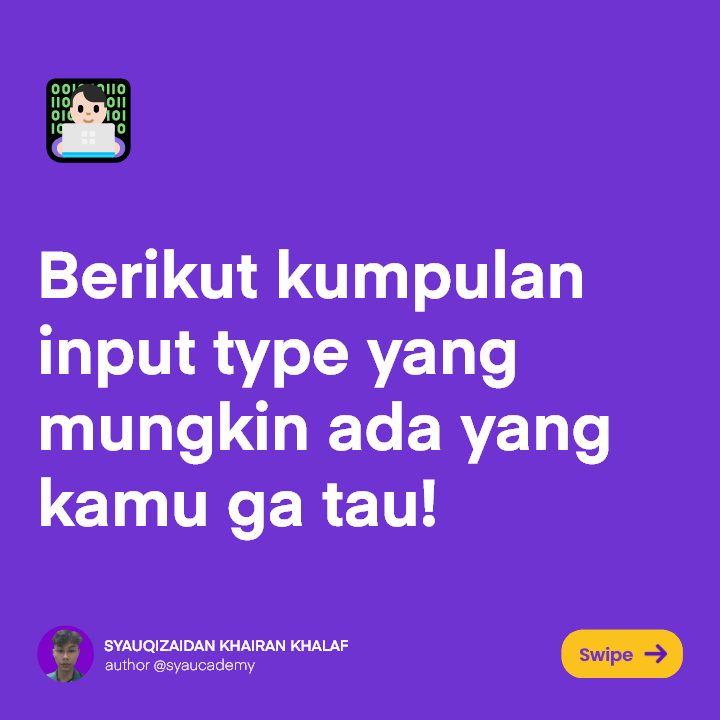 Berikut kumpulan
input type yang
mungkin ada yang
kamu ga tau!
SYAUQIZAIDAN KHAIRAN KHALAF
author @syaucademy
Swipe